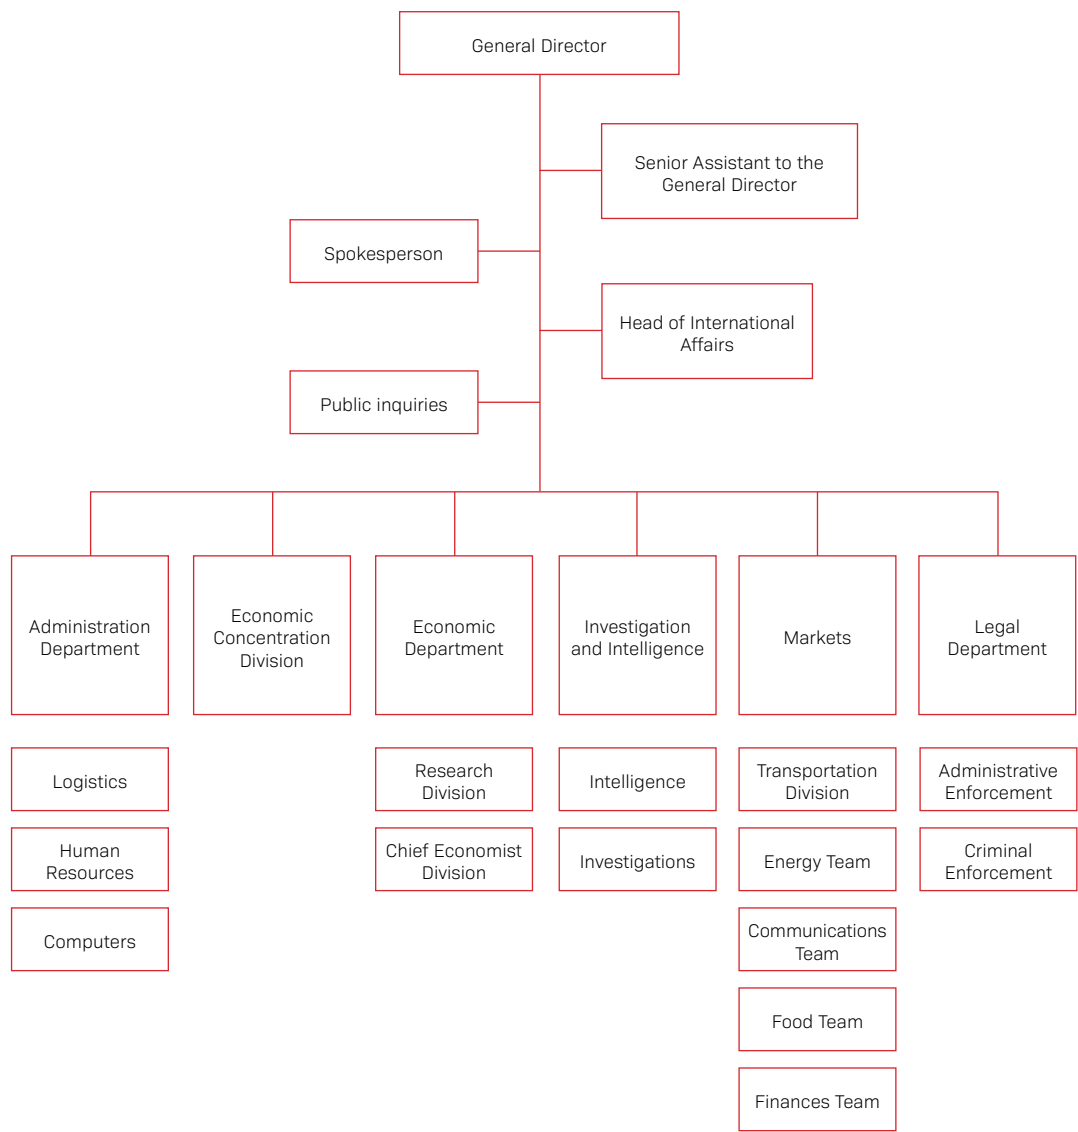 General Director
Senior Assistant to the
General Director
Spokesperson
Head of International
Affairs
Public inquiries
Administration
Department
Economic
Concentration
Division
Economic
Department
Investigation
and Intelligence
Markets
Legal
Department
Logistics
Research
Division
Intelligence
Transportation
Division
Administrative
Enforcement
Human
Resources
Chief Economist
Division
Investigations
Energy Team
Criminal
Enforcement
Computers
Communications
Team
Food Team
Finances Team